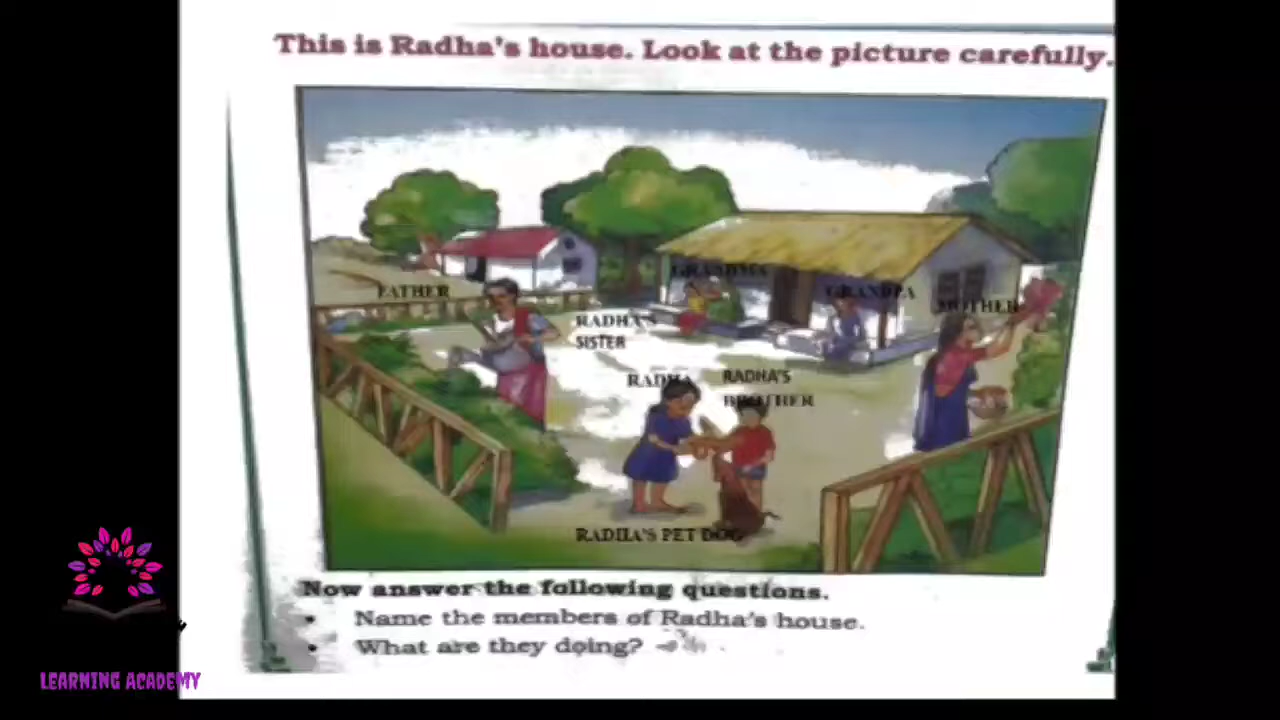 This is Radha's house. Look at the picture carefully.
GRANDMA
FATHER
GRANDPA
MOTHER
RADHA'S
SISTER
RADHA
RADHA'S
BROTHER
RADHA'S PET DOG
Now answer the following questions.
• Name the members of Radha's house.
• What are they doing?
LEARNING ACADEMY